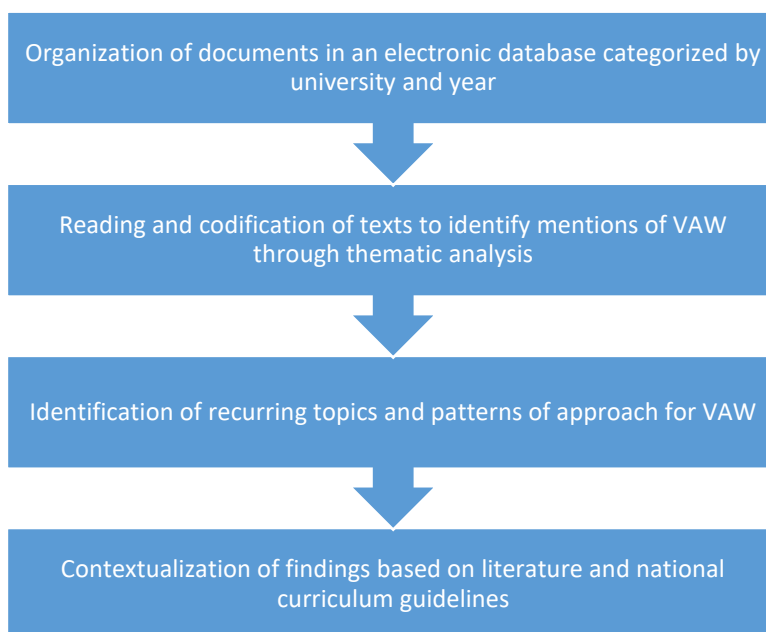 Organization of documents in an electronic database categorized by
university and year
Reading and codification of texts to identify mentions of VAW
through thematic analysis
Identification of recurring topics and patterns of approach for VAW
Contextualization of findings based on literature and national
curriculum guidelines